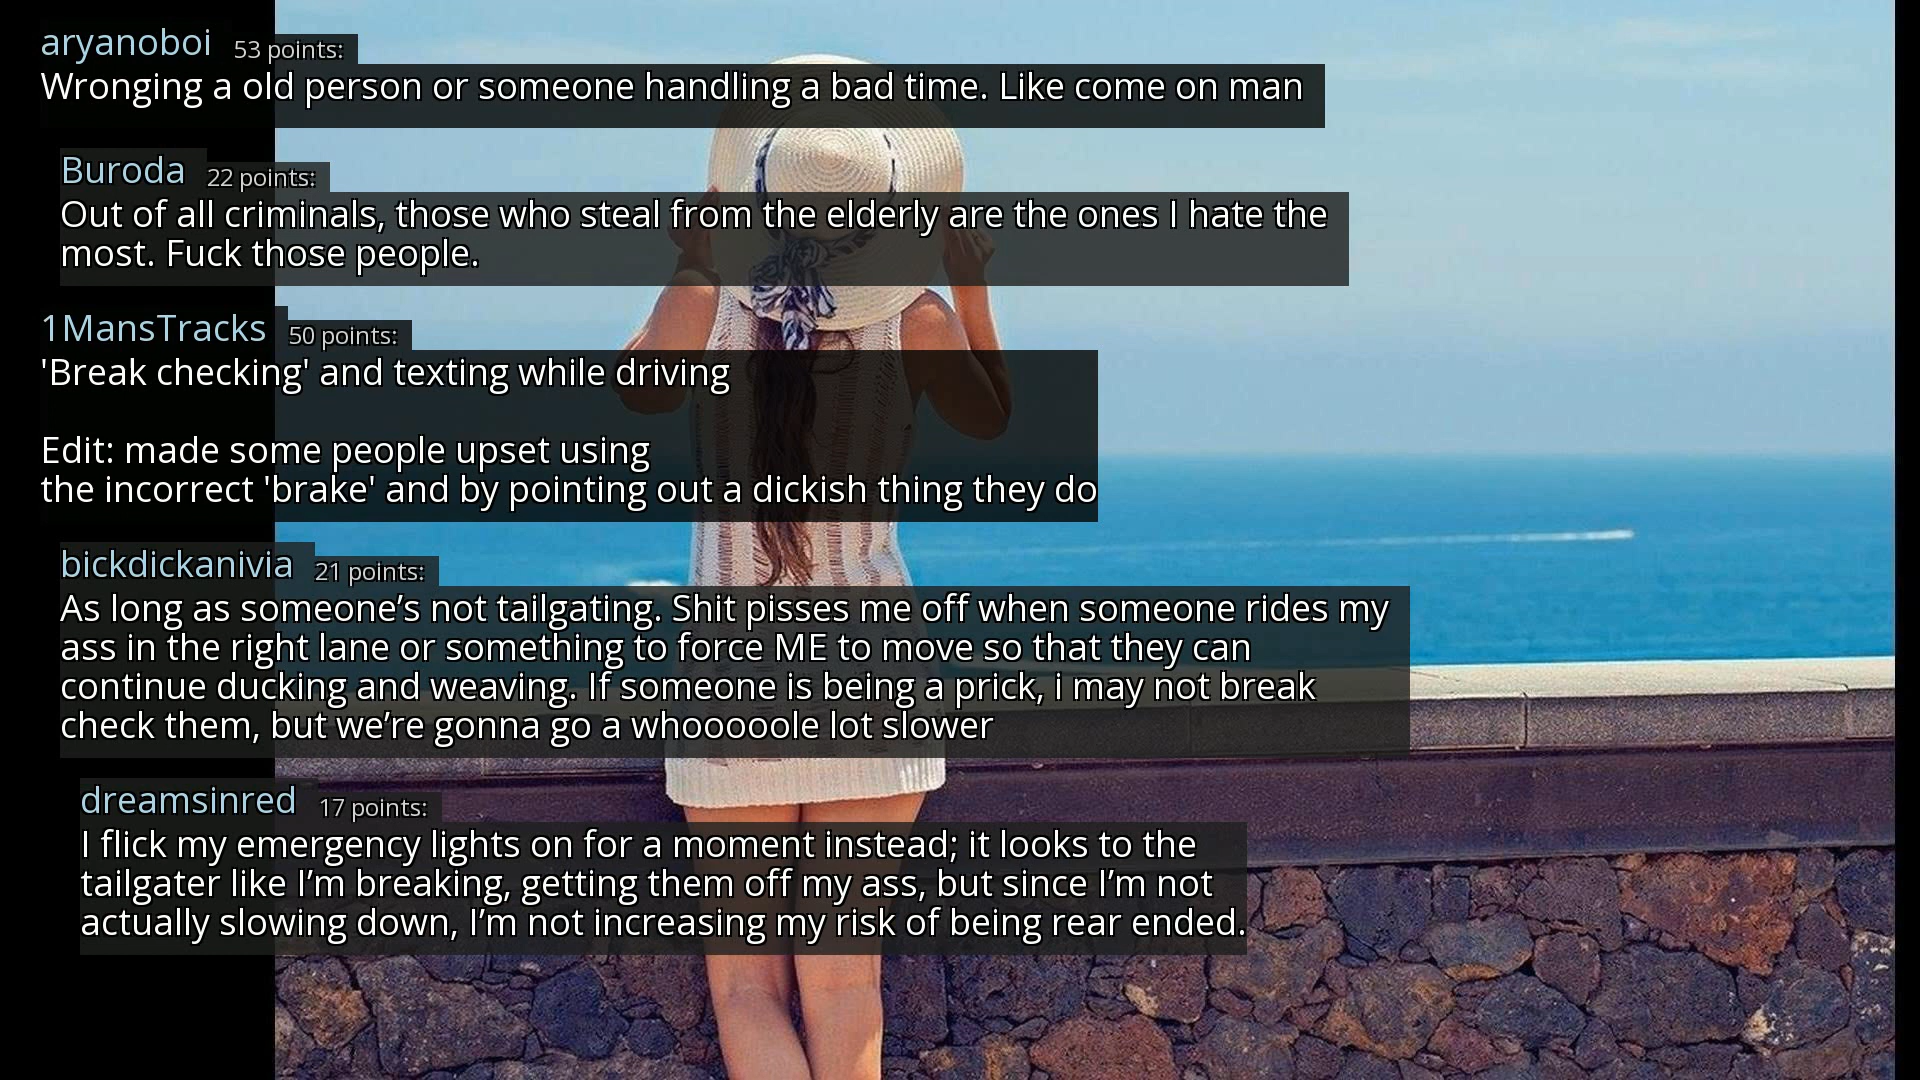 aryanoboi 53 points:
Wronging a old person or someone handling a bad time. Like come on man
Buroda 22 points:
Out of all criminals, those who steal from the elderly are the ones I hate the
most. Fuck those people.
1MansTracks 50 points:
'Break checking' and texting while driving
Edit: made some people upset using
the incorrect 'brake' and by pointing out a dickish thing they do
bickdickanivia 21 points:
As long as someone’s not tailgating. Shit pisses me off when someone rides my
ass in the right lane or something to force ME to move so that they can
continue ducking and weaving. If someone is being a prick, i may not break
check them, but we’re gonna go a whooooole lot slower
dreamsinred 17 points:
I flick my emergency lights on for a moment instead; it looks to the
tailgater like I’m breaking, getting them off my ass, but since I’m not
actually slowing down, I’m not increasing my risk of being rear ended.